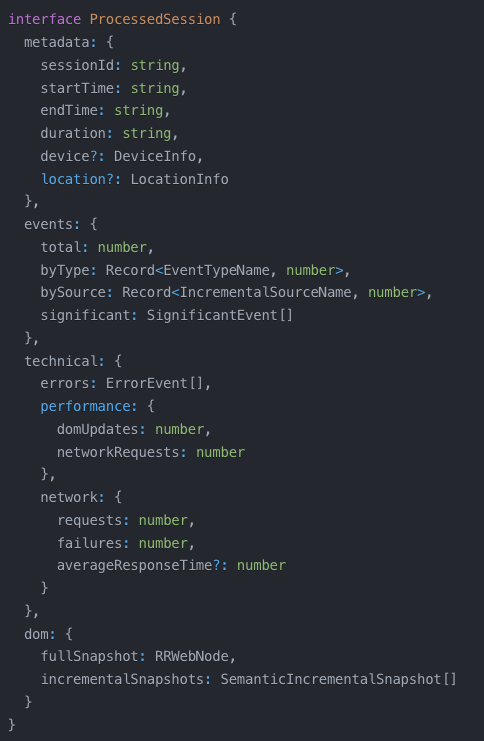 interface ProcessedSession {
  metadata: {
    sessionId: string,
    startTime: string,
    endTime: string,
    duration: string,
    device?: DeviceInfo,
    location?: LocationInfo
  },
  events: {
    total: number,
    byType: Record<EventTypeName, number>,
    bySource: Record<IncrementalSourceName, number>,
    significant: SignificantEvent[]
  },
  technical: {
    errors: ErrorEvent[],
    performance: {
      domUpdates: number,
      networkRequests: number
    },
    network: {
      requests: number,
      failures: number,
      averageResponseTime?: number
    }
  },
  dom: {
    fullSnapshot: RRWebNode,
    incrementalSnapshots: SemanticIncrementalSnapshot[]
  }
}